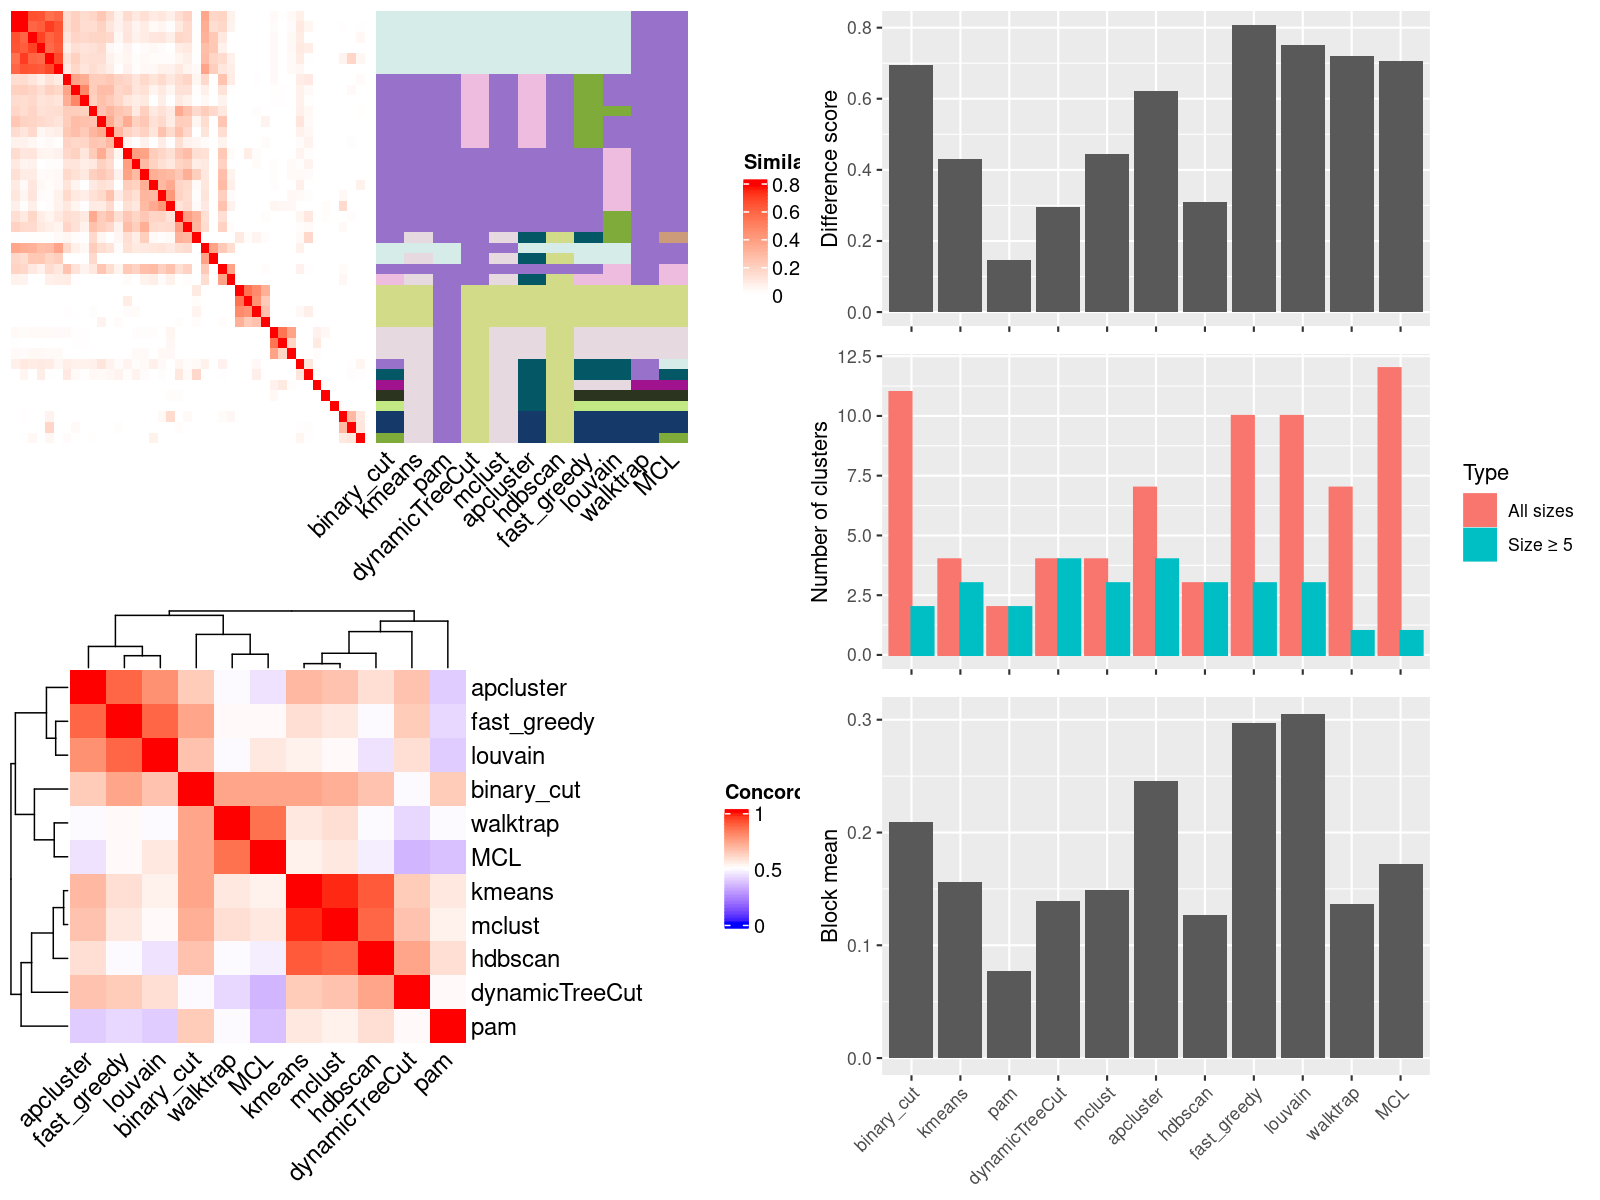 Simila
0.8
0.6
0.4
0.2
0
binary_cut
kmeans
pam
dynamicTreeCut
mclust
apcluster
hdbscan
fast_greedy
louvain
walktrap
MCL
apcluster
fast_greedy
louvain
binary_cut
walktrap
MCL
kmeans
mclust
hdbscan
dynamicTreeCut
pam
apcluster
fast_greedy
louvain
binary_cut
walktrap
MCL
kmeans
mclust
hdbscan
dynamicTreeCut
pam
Concord
1
0.5
0
Difference score
0.8
0.6
0.4
0.2
0.0
Number of clusters
12.5
10.0
7.5
5.0
2.5
0.0
Type
All sizes
Size ≥ 5
Block mean
0.3
0.2
0.1
0.0
binary_cut
kmeans
pam
dynamicTreeCut
mclust
apcluster
hdbscan
fast_greedy
louvain
walktrap
MCL